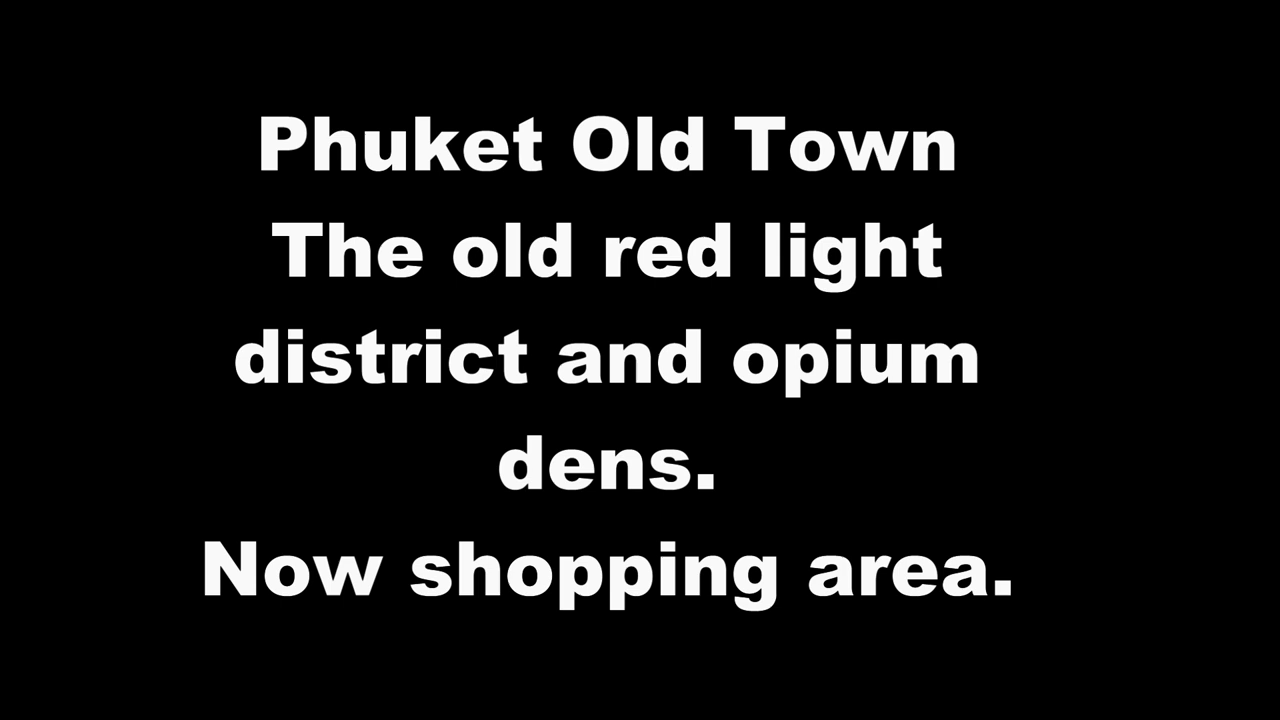 Phuket Old Town
The old red light
district and opium
dens.
Now shopping area.